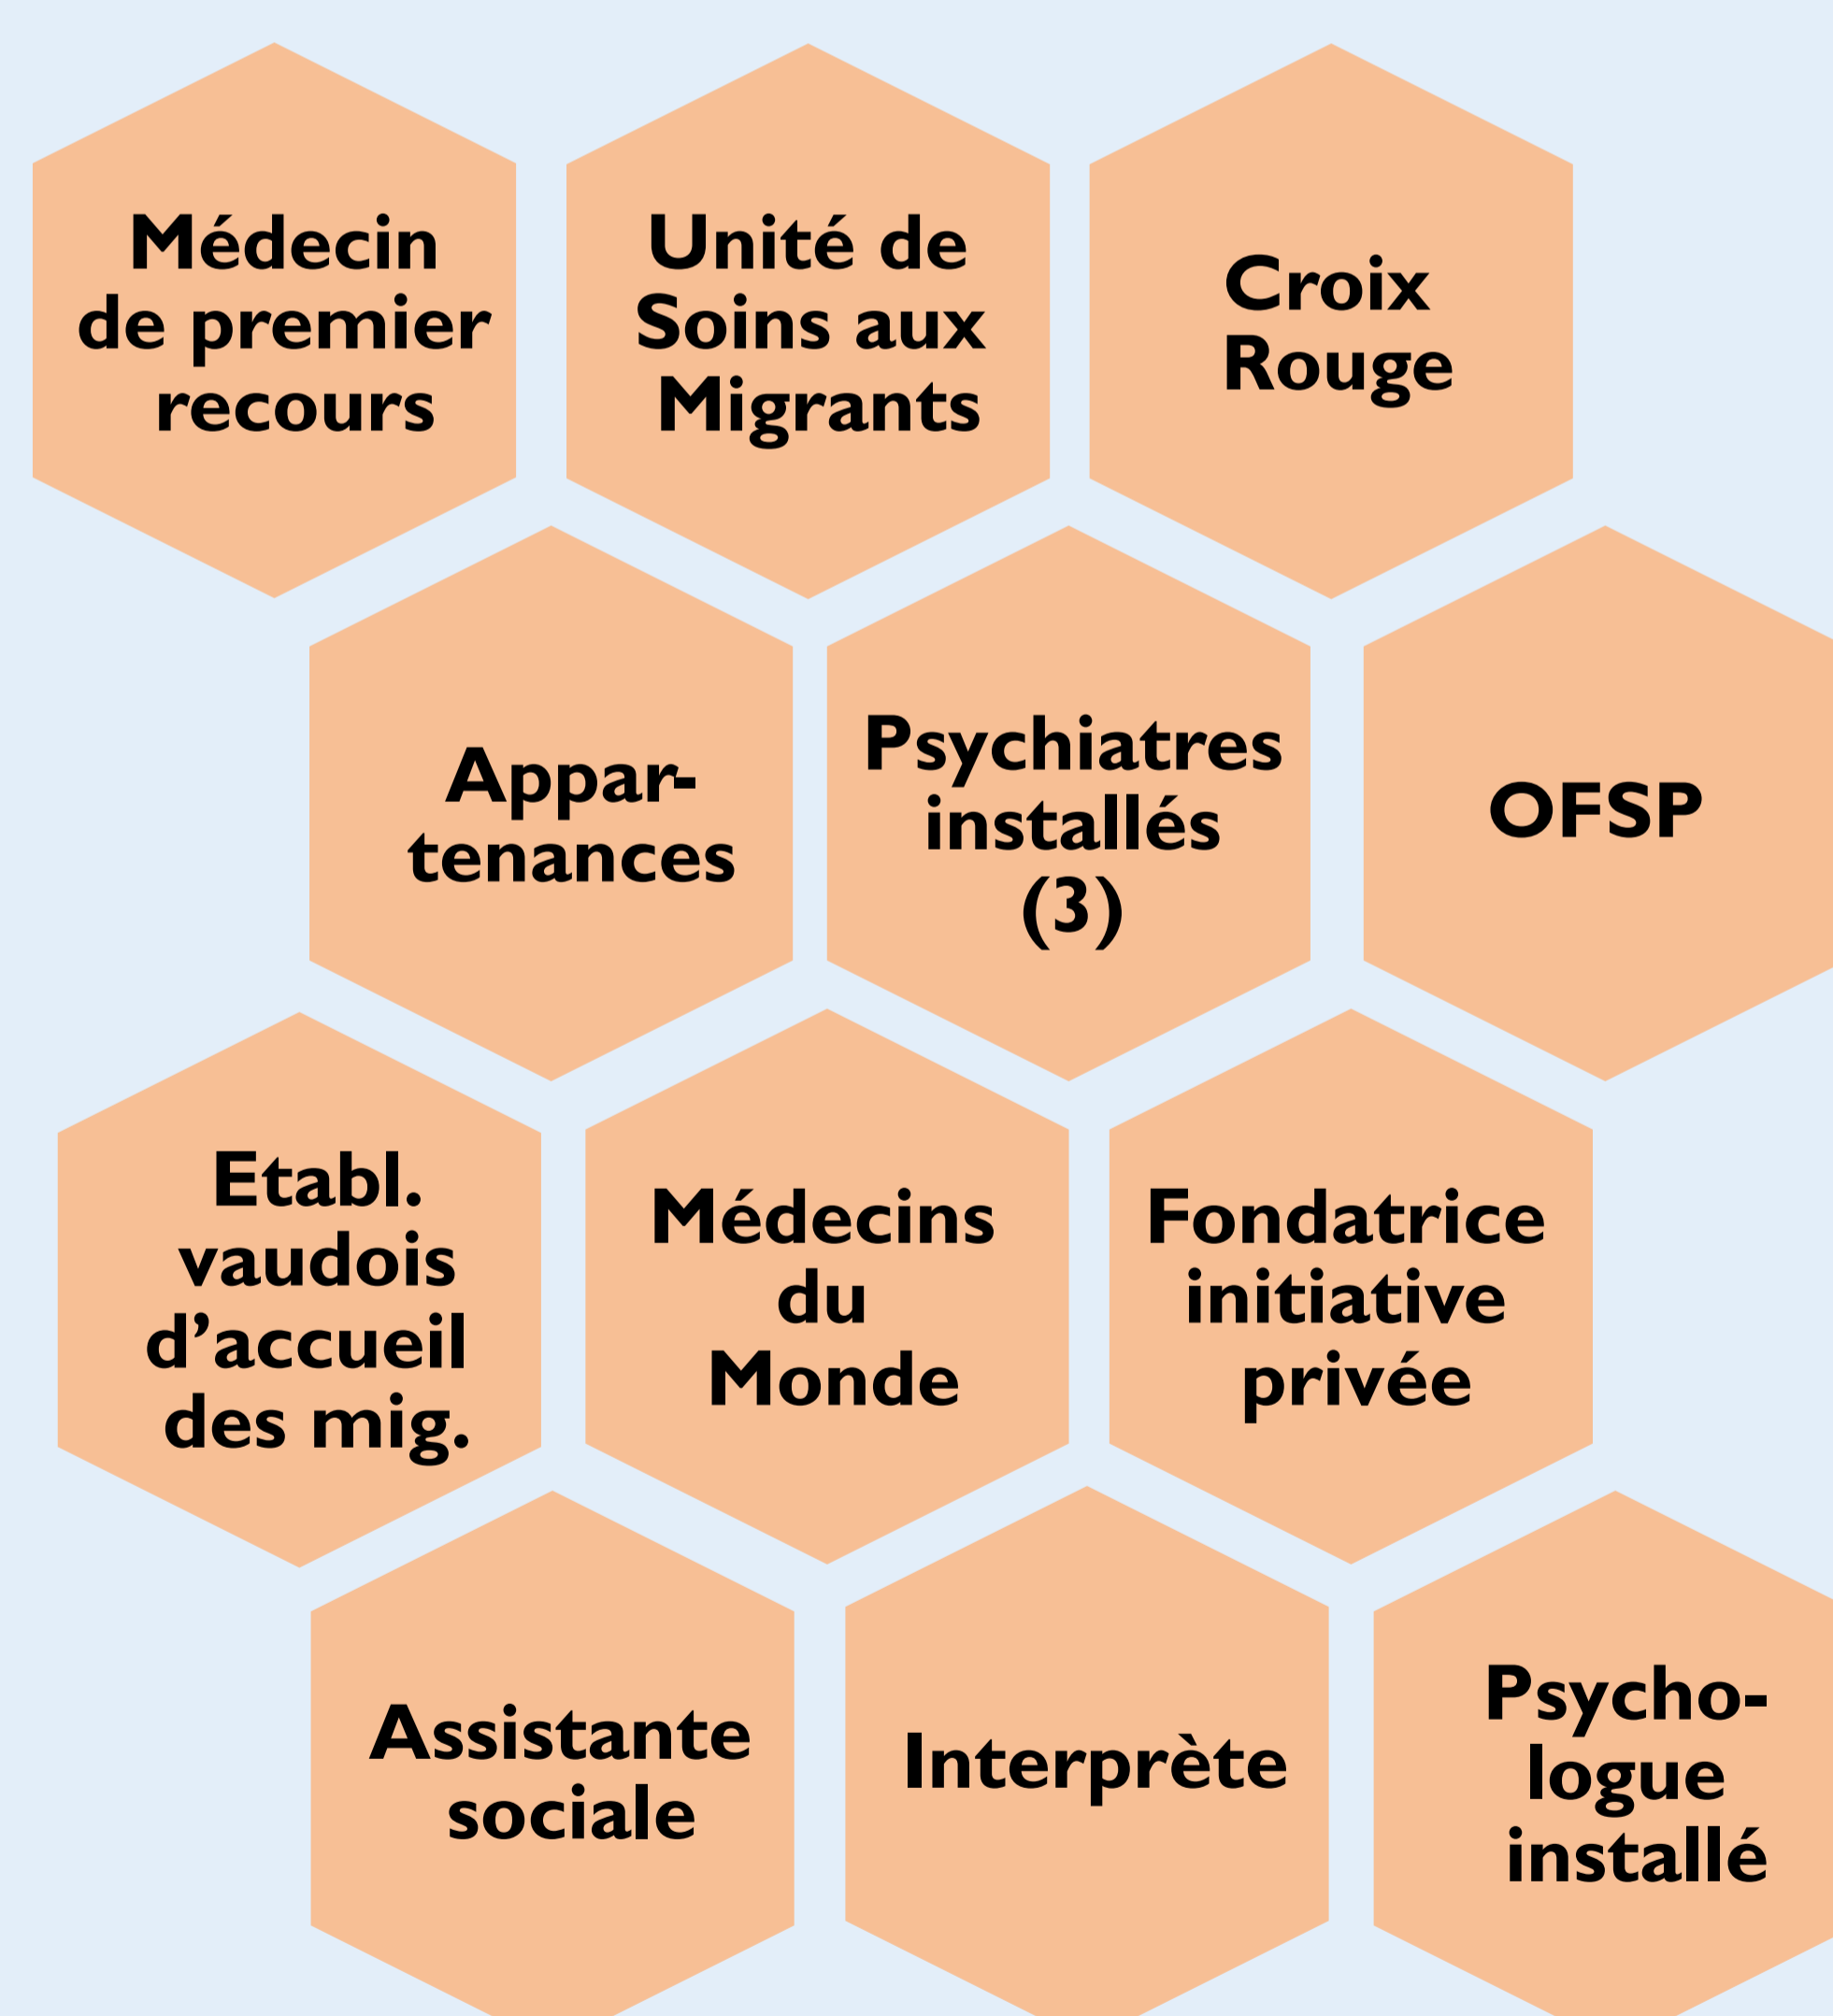 Médecin
de premier
recours
Unité de
Soins aux
Migrants
Croix
Rouge
Appar-
tenances
Psychiatres
installés
(3)
OFSP
Etabl.
vaudois
d’accueil
des mig.
Médecins
du
Monde
Fondatrice
initiative
privée
Assistante
sociale
Interprète
Psycho-
logue
installé